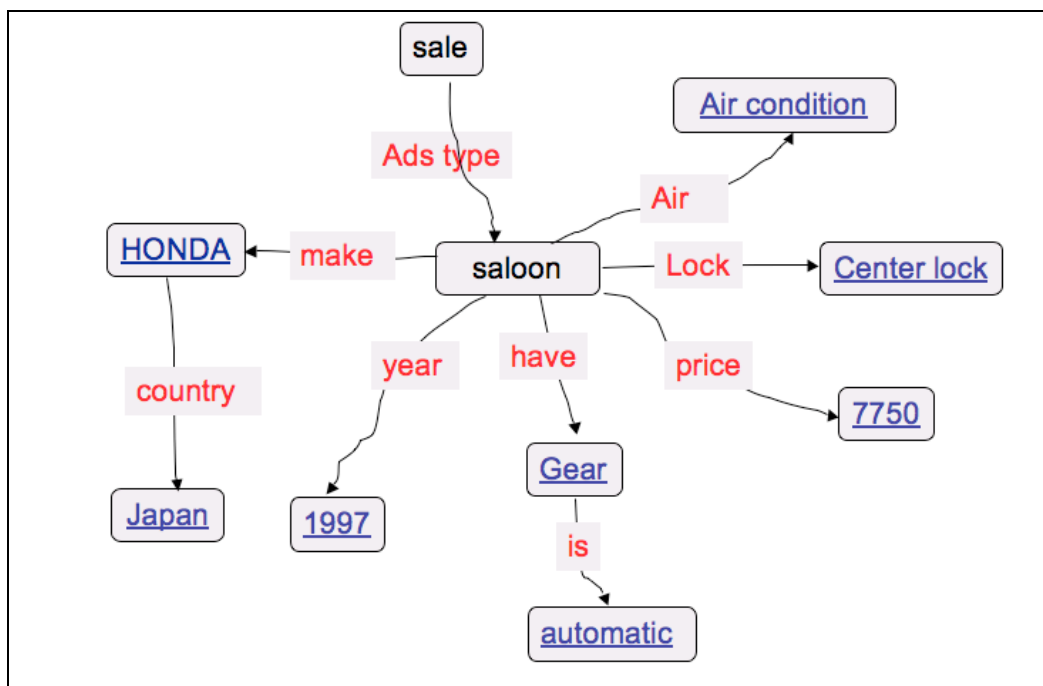 sale
Air condition
Ads type
Air
HONDA
make
saloon
Lock
Center lock
year
have
price
country
7750
Gear
Japan
1997
is
automatic